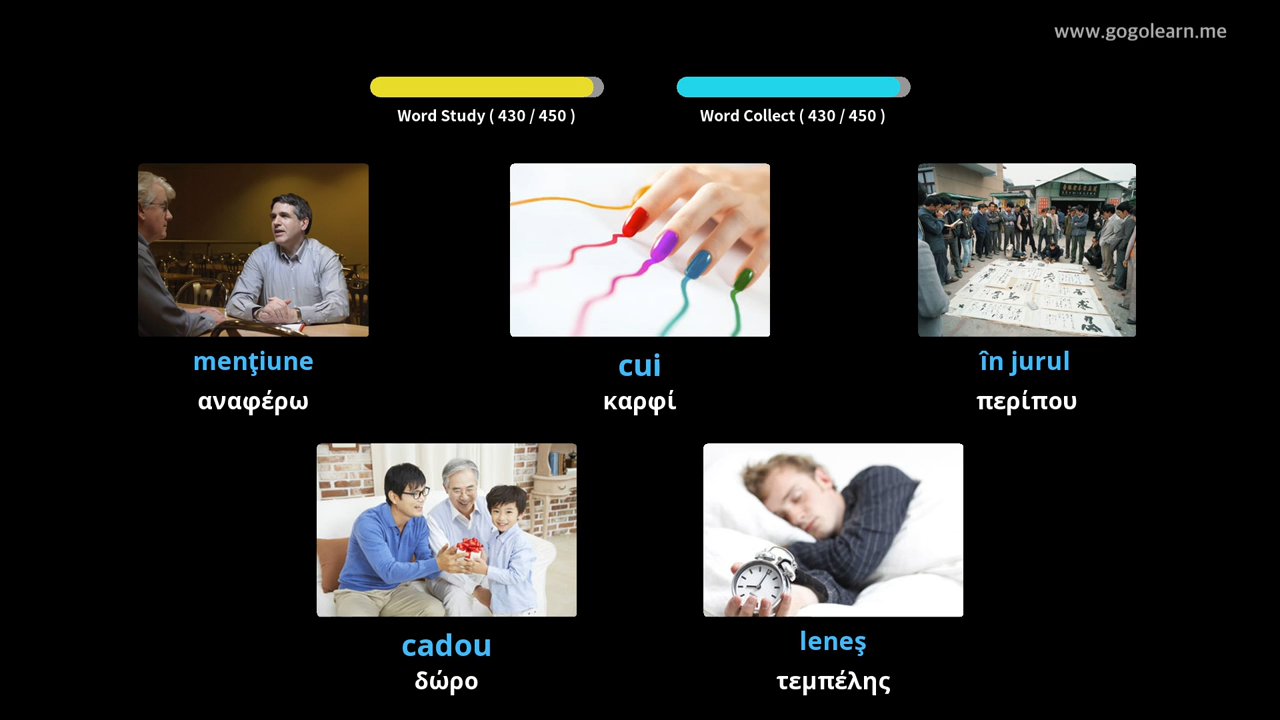 www.gogolearn.me
Word Study ( 430 / 450 )
Word Collect ( 430 / 450 )
menţiune
cui
în jurul
αναφέρω
καρφί
περίπου
cadou
leneş
δώρο
τεμπέλης